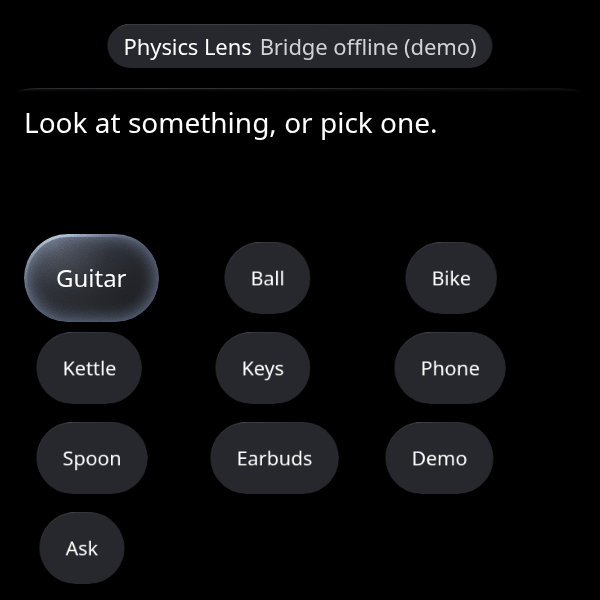 Physics Lens Bridge offline (demo)
Look at something, or pick one.
Guitar Ball Bike
Kettle Keys Phone
Spoon Earbuds Demo
Ask